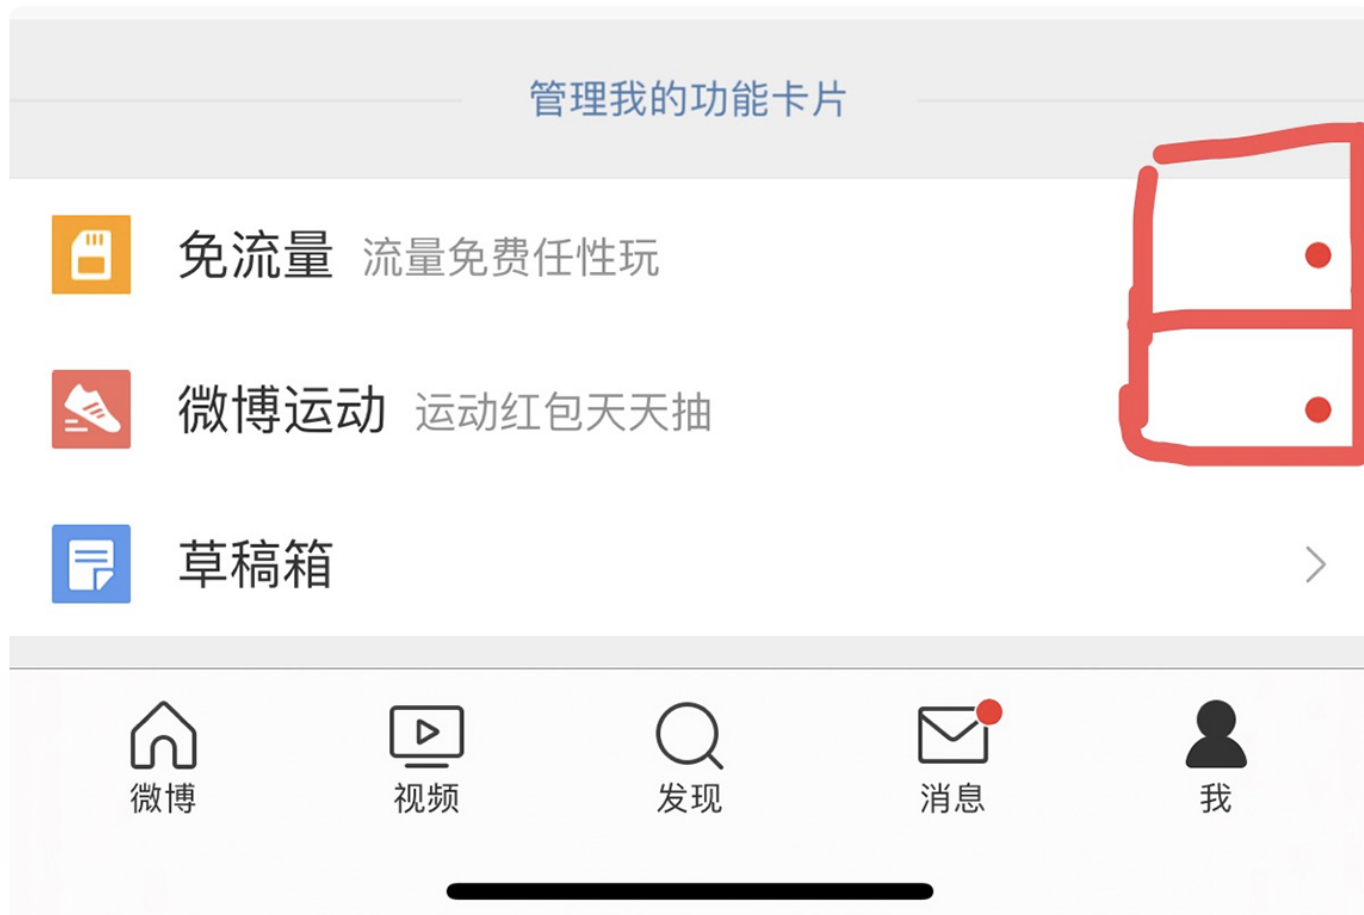 管理我的功能卡片
免流量 流量免费任性玩
微博运动 运动红包天天抽
草稿箱
微博 视频 发现 消息 我